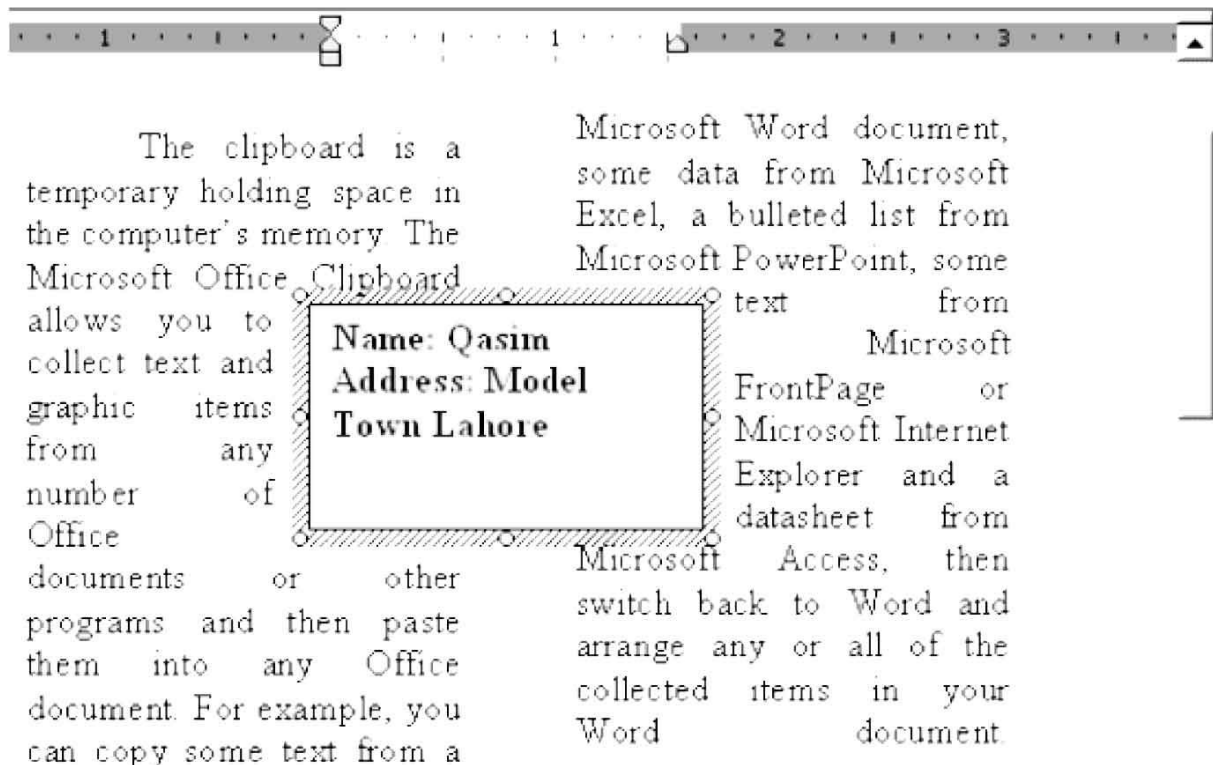 1 1 2 3
The clipboard is a
temporary holding space in
the computer's memory. The
Microsoft Office Clipboard
allows you to
collect text and
graphic items
from any
number of
Office
documents or other
programs and then paste
them into any Office
document. For example, you
can copy some text from a
Name: Qasim
Address: Model
Town Lahore
Microsoft Word document,
some data from Microsoft
Excel, a bulleted list from
Microsoft PowerPoint, some
text from
Microsoft
FrontPage or
Microsoft Internet
Explorer and a
datasheet from
Microsoft Access, then
switch back to Word and
arrange any or all of the
collected items in your
Word document.